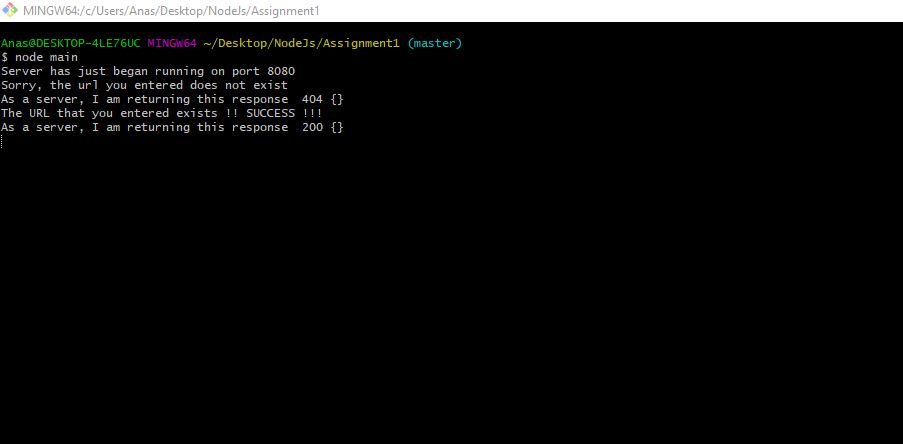 MINGW64:/c/Users/Anas/Desktop/NodeJs/Assignment1
Anas@DESKTOP-4LE76UC MINGW64 ~/Desktop/NodeJs/Assignment1 (master)
$ node main
Server has just began running on port 8080
Sorry, the url you entered does not exist
As a server, I am returning this response  404 {}
The URL that you entered exists !! SUCCESS !!!
As a server, I am returning this response  200 {}